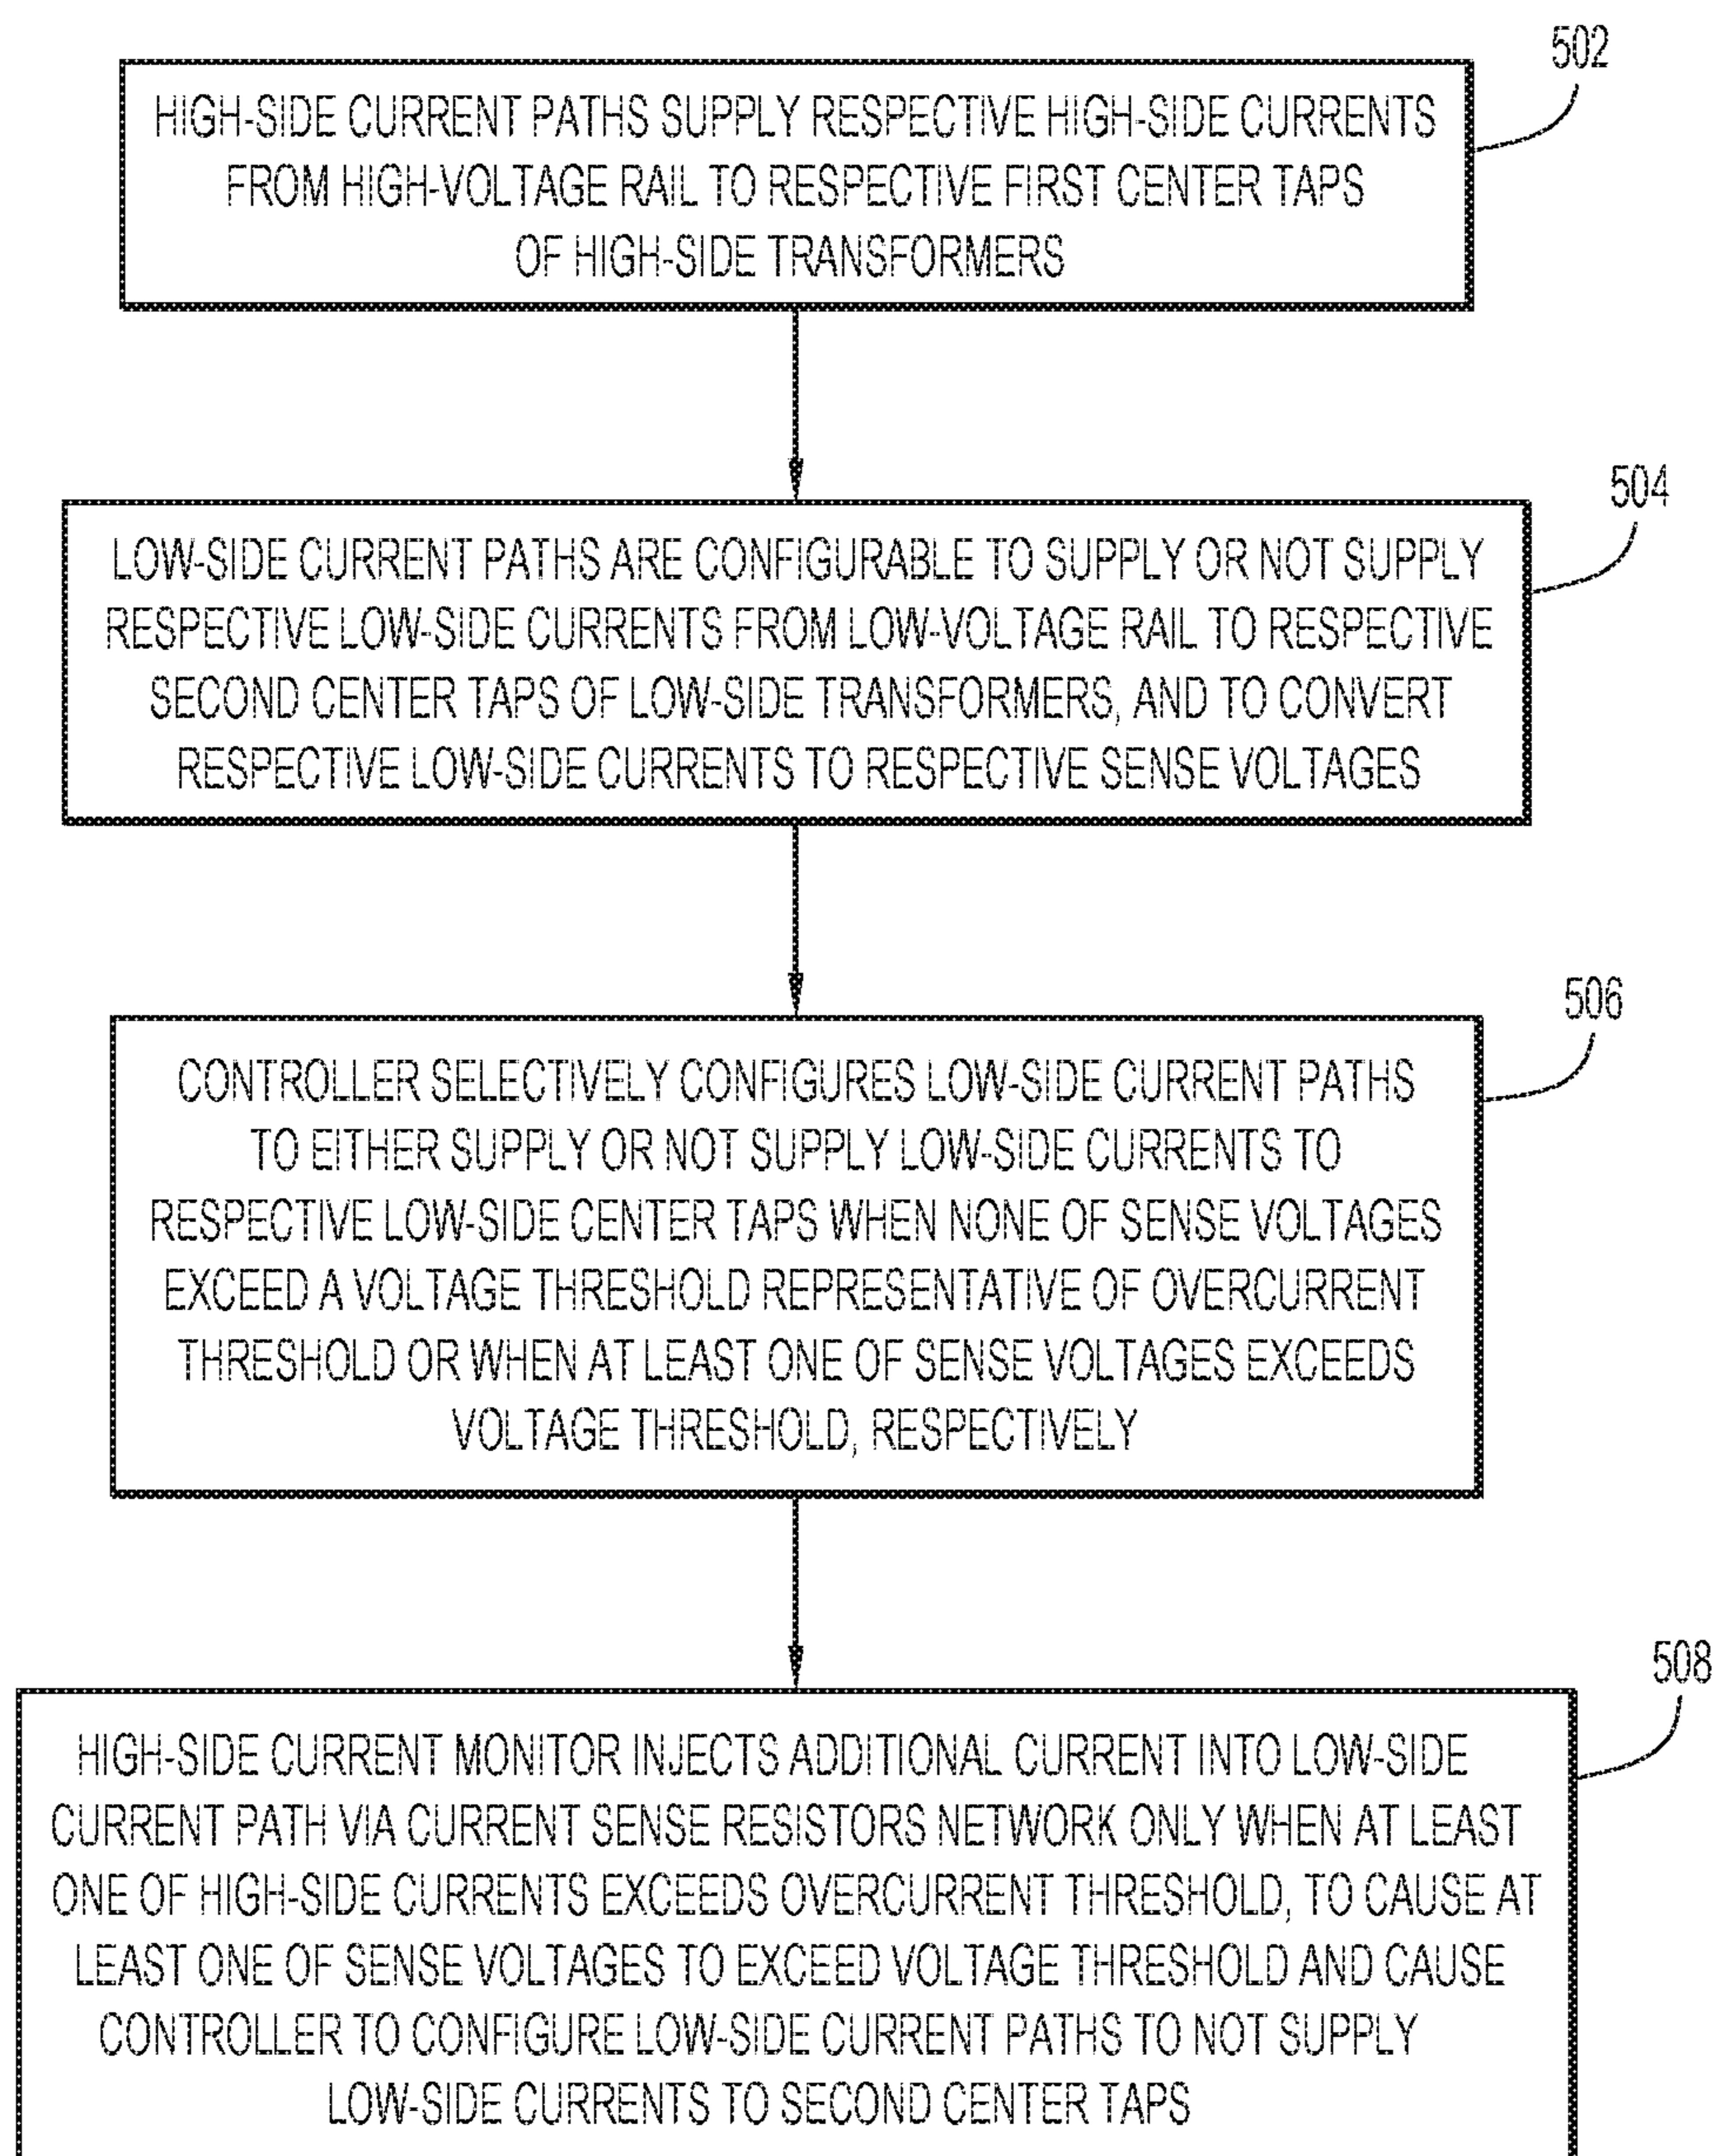 502
HIGH-SIDE CURRENT PATHS SUPPLY RESPECTIVE HIGH-SIDE CURRENTS
FROM HIGH-VOLTAGE RAIL TO RESPECTIVE FIRST CENTER TAPS
OF HIGH-SIDE TRANSFORMERS
504
LOW-SIDE CURRENT PATHS ARE CONFIGURABLE TO SUPPLY OR NOT SUPPLY
RESPECTIVE LOW-SIDE CURRENTS FROM LOW-VOLTAGE RAIL TO RESPECTIVE
SECOND CENTER TAPS OF LOW-SIDE TRANSFORMERS, AND TO CONVERT
RESPECTIVE LOW-SIDE CURRENTS TO RESPECTIVE SENSE VOLTAGES
506
CONTROLLER SELECTIVELY CONFIGURES LOW-SIDE CURRENT PATHS
TO EITHER SUPPLY OR NOT SUPPLY LOW-SIDE CURRENTS TO
RESPECTIVE LOW-SIDE CENTER TAPS WHEN NONE OF SENSE VOLTAGES
EXCEED A VOLTAGE THRESHOLD REPRESENTATIVE OF OVERCURRENT
THRESHOLD OR WHEN AT LEAST ONE OF SENSE VOLTAGES EXCEEDS
VOLTAGE THRESHOLD, RESPECTIVELY
508
HIGH-SIDE CURRENT MONITOR INJECTS ADDITIONAL CURRENT INTO LOW-SIDE
CURRENT PATH VIA CURRENT SENSE RESISTORS NETWORK ONLY WHEN AT LEAST
ONE OF HIGH-SIDE CURRENTS EXCEEDS OVERCURRENT THRESHOLD, TO CAUSE AT
LEAST ONE OF SENSE VOLTAGES TO EXCEED VOLTAGE THRESHOLD AND CAUSE
CONTROLLER TO CONFIGURE LOW-SIDE CURRENT PATHS TO NOT SUPPLY
LOW-SIDE CURRENTS TO SECOND CENTER TAPS